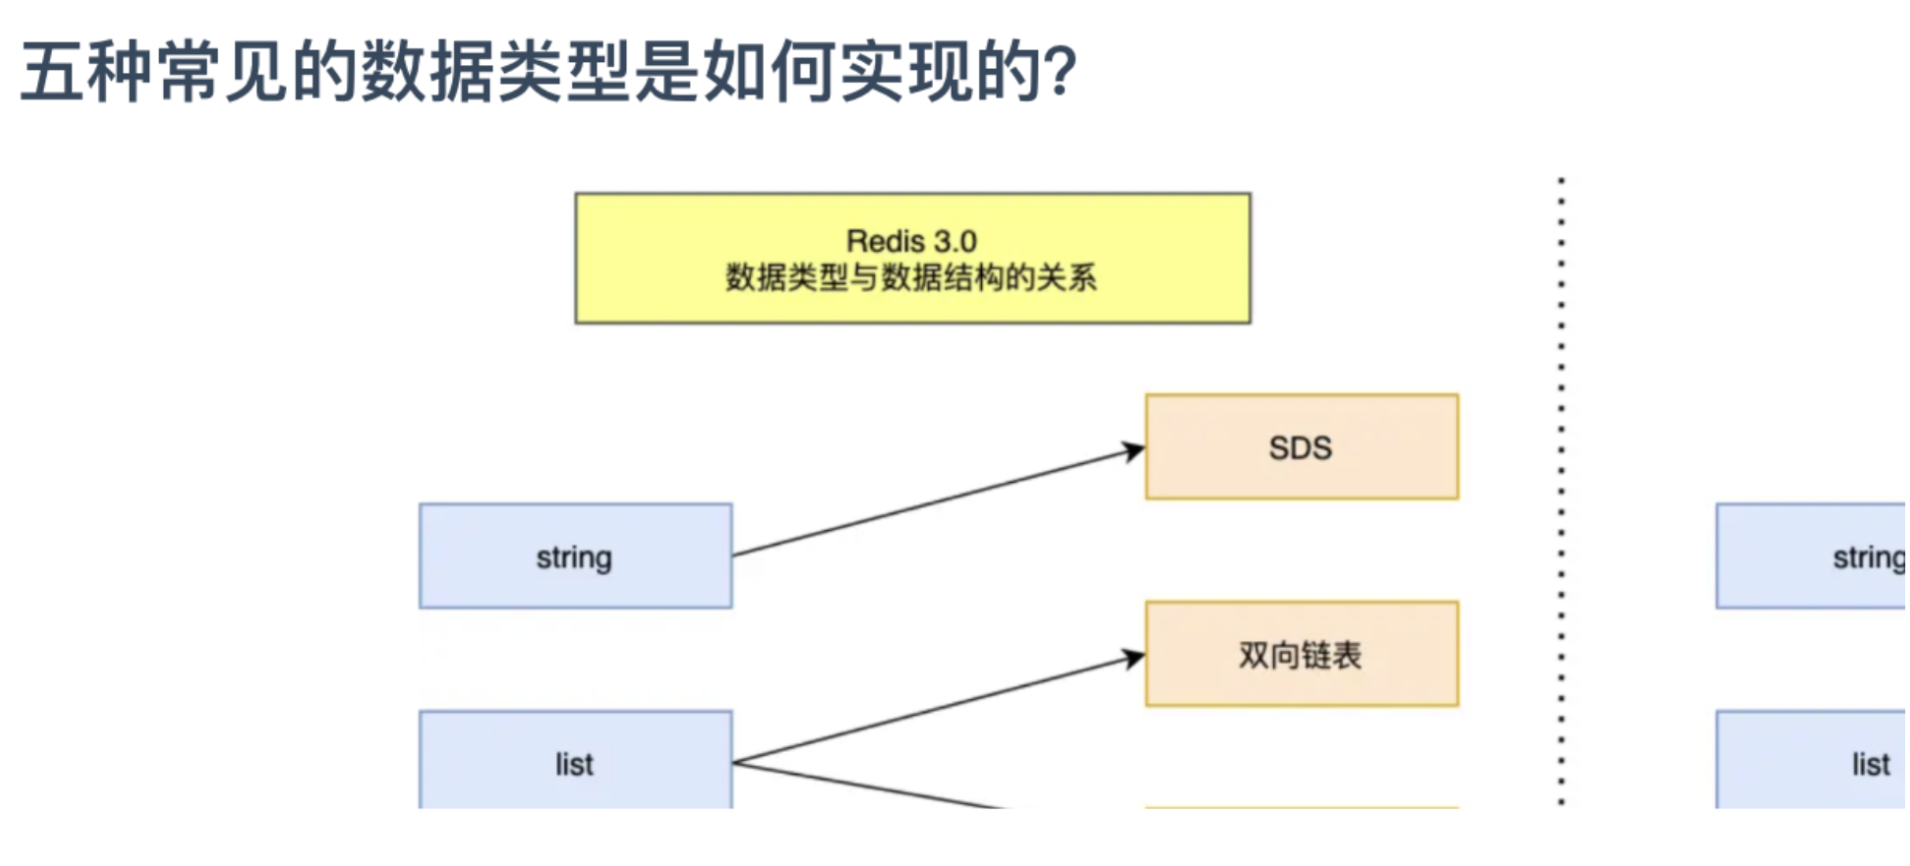 五种常见的数据类型是如何实现的?
Redis 3.0
数据类型与数据结构的关系
SDS
string
string
双向链表
list
list